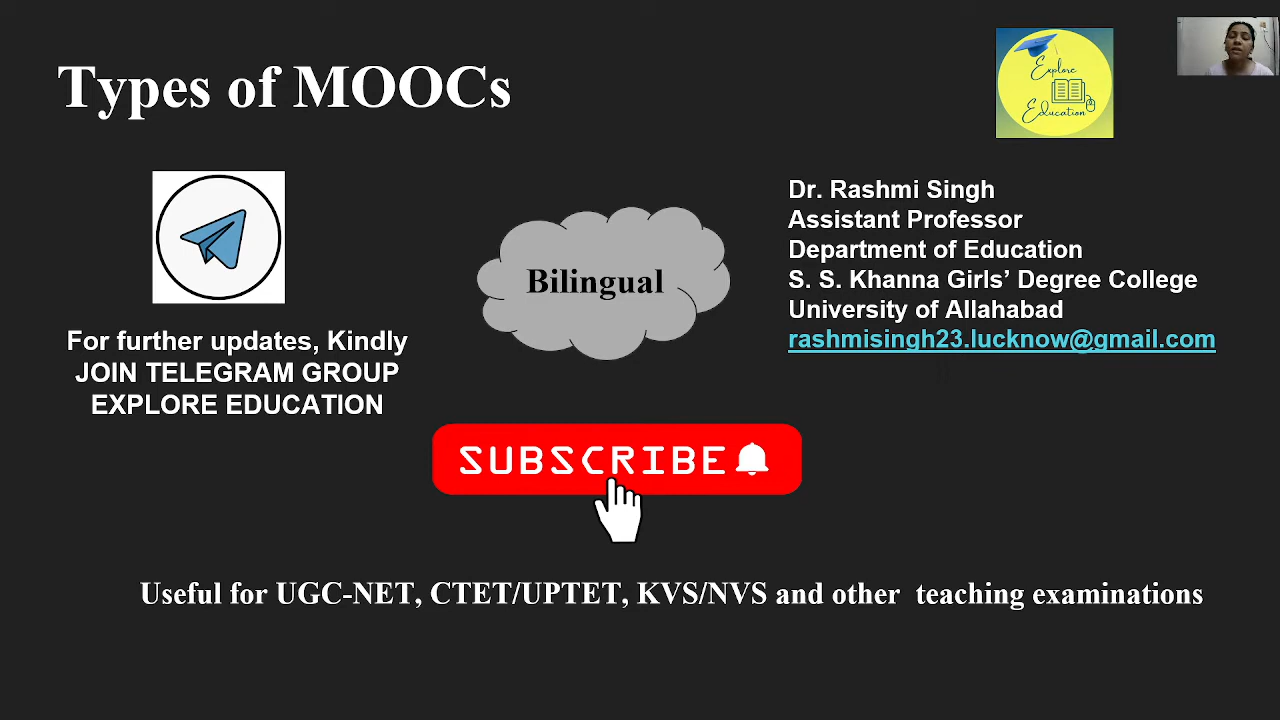 Types of MOOCs
Explore
Education
For further updates, Kindly
JOIN TELEGRAM GROUP
EXPLORE EDUCATION
Bilingual
Dr. Rashmi Singh
Assistant Professor
Department of Education
S. S. Khanna Girls’ Degree College
University of Allahabad
rashmisingh23.lucknow@gmail.com
SUBSCRIBE
Useful for UGC-NET, CTET/UPTET, KVS/NVS and other teaching examinations